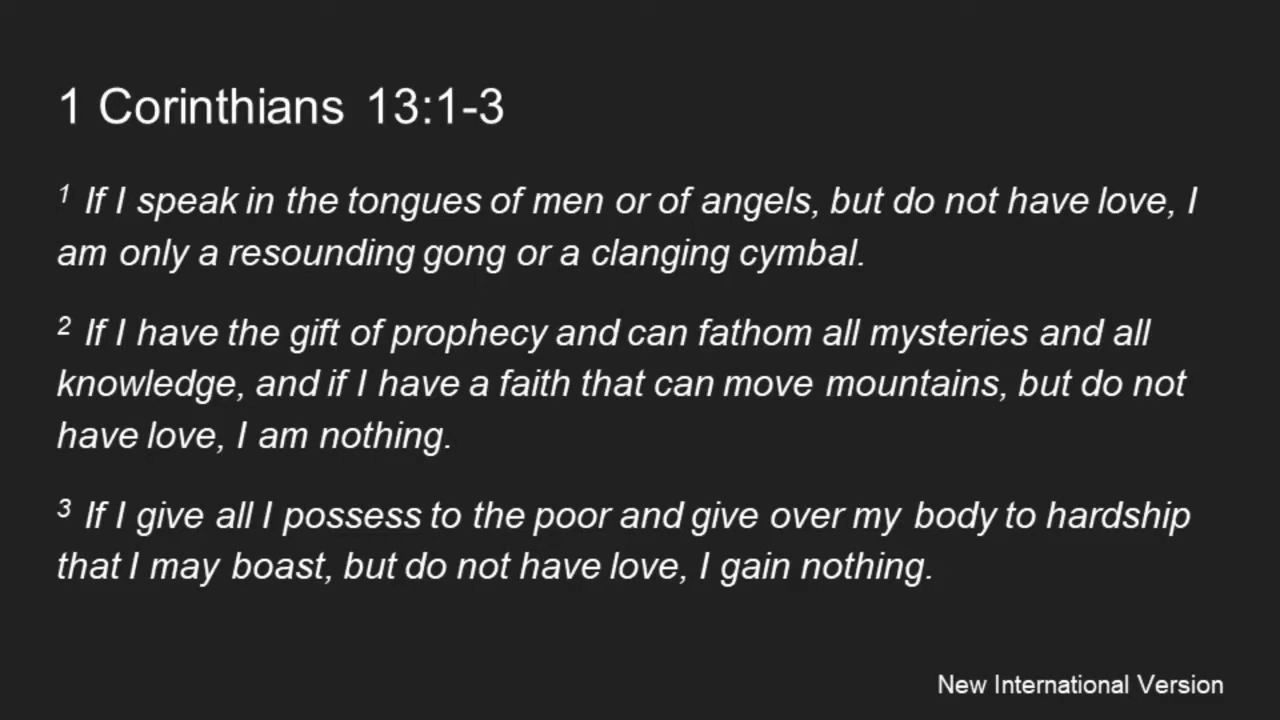 1 Corinthians 13:1-3
1 If I speak in the tongues of men or of angels, but do not have love, I
am only a resounding gong or a clanging cymbal.
2 If I have the gift of prophecy and can fathom all mysteries and all
knowledge, and if I have a faith that can move mountains, but do not
have love, I am nothing.
3 If I give all I possess to the poor and give over my body to hardship
that I may boast, but do not have love, I gain nothing.
New International Version